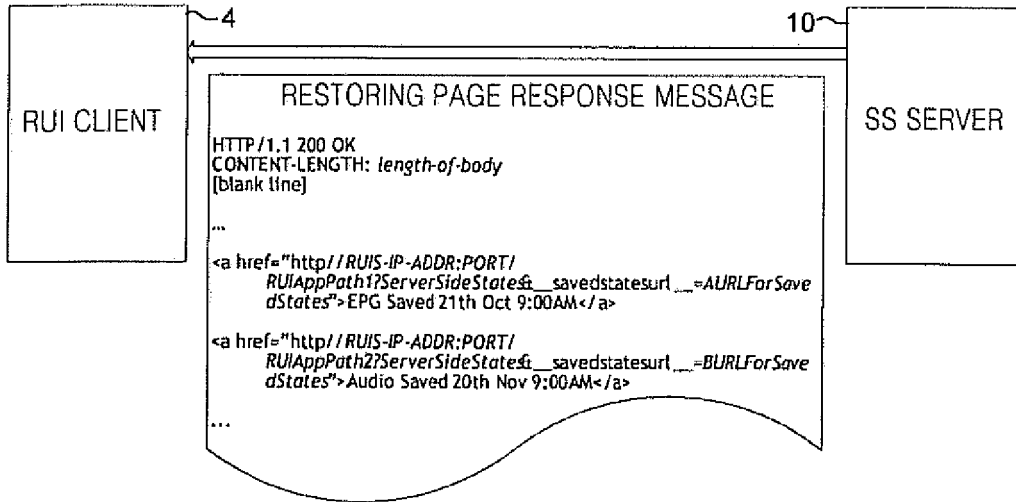 4
10
RUI CLIENT
SS SERVER
RESTORING PAGE RESPONSE MESSAGE
HTTP/1.1 200 OK
CONTENT-LENGTH: length-of-body
[blank line]
...
<a href="http//RUIS-IP-ADDR:PORT/
RUIAppPath1?ServerSideStates&__savedstatesurl__=AURLForSave
dStates">EPG Saved 21th Oct 9:00AM</a>
<a href="http//RUIS-IP-ADDR:PORT/
RUIAppPath2?ServerSideStates&__savedstatesurl__=BURLForSave
dStates">Audio Saved 20th Nov 9:00AM</a>
...